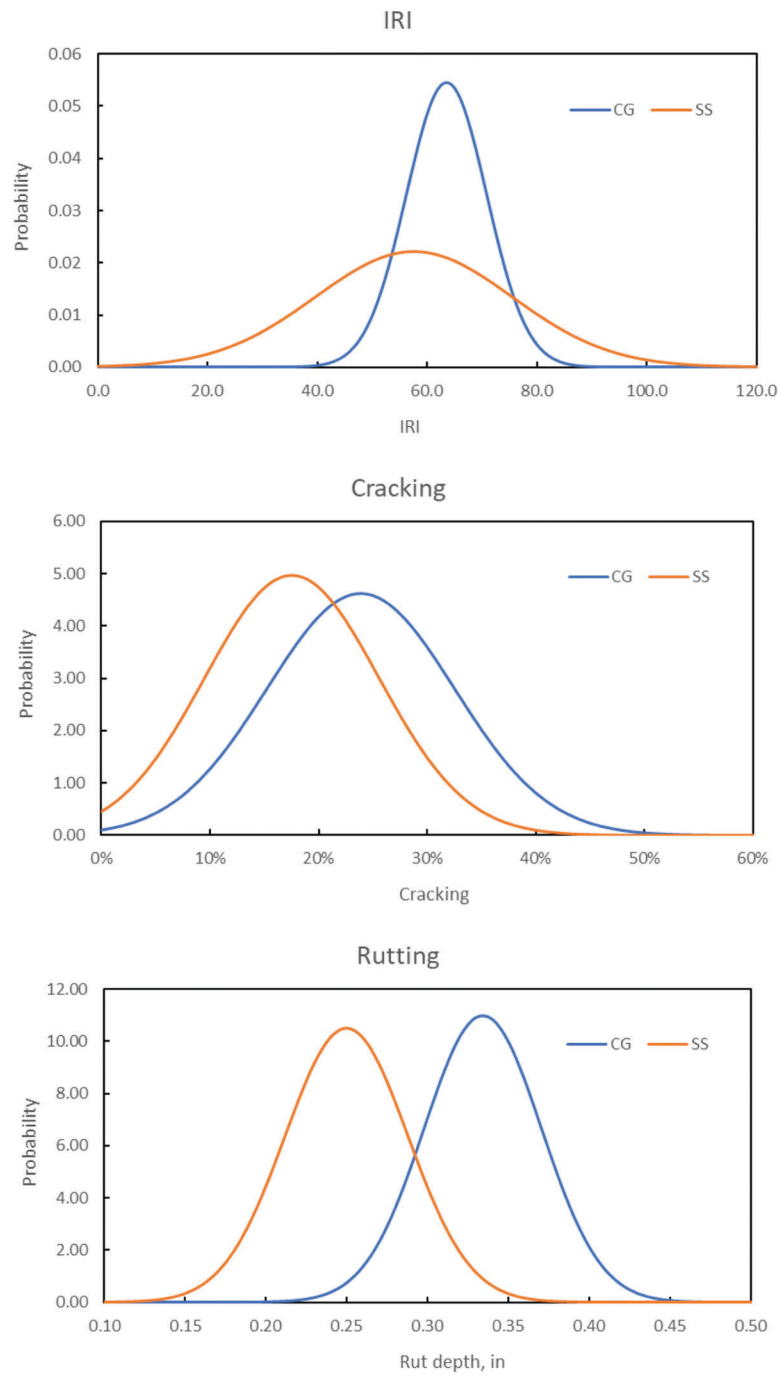 IRI
0.06
0.05
0.04
0.03
0.02
0.01
0.00
Probability
CG SS
0.0 20.0 40.0 60.0 80.0 100.0 120.0
IRI
Cracking
6.00
5.00
4.00
3.00
2.00
1.00
0.00
Probability
CG SS
0% 10% 20% 30% 40% 50% 60%
Cracking
Rutting
12.00
10.00
8.00
6.00
4.00
2.00
0.00
Probability
CG SS
0.10 0.15 0.20 0.25 0.30 0.35 0.40 0.45 0.50
Rut depth, in